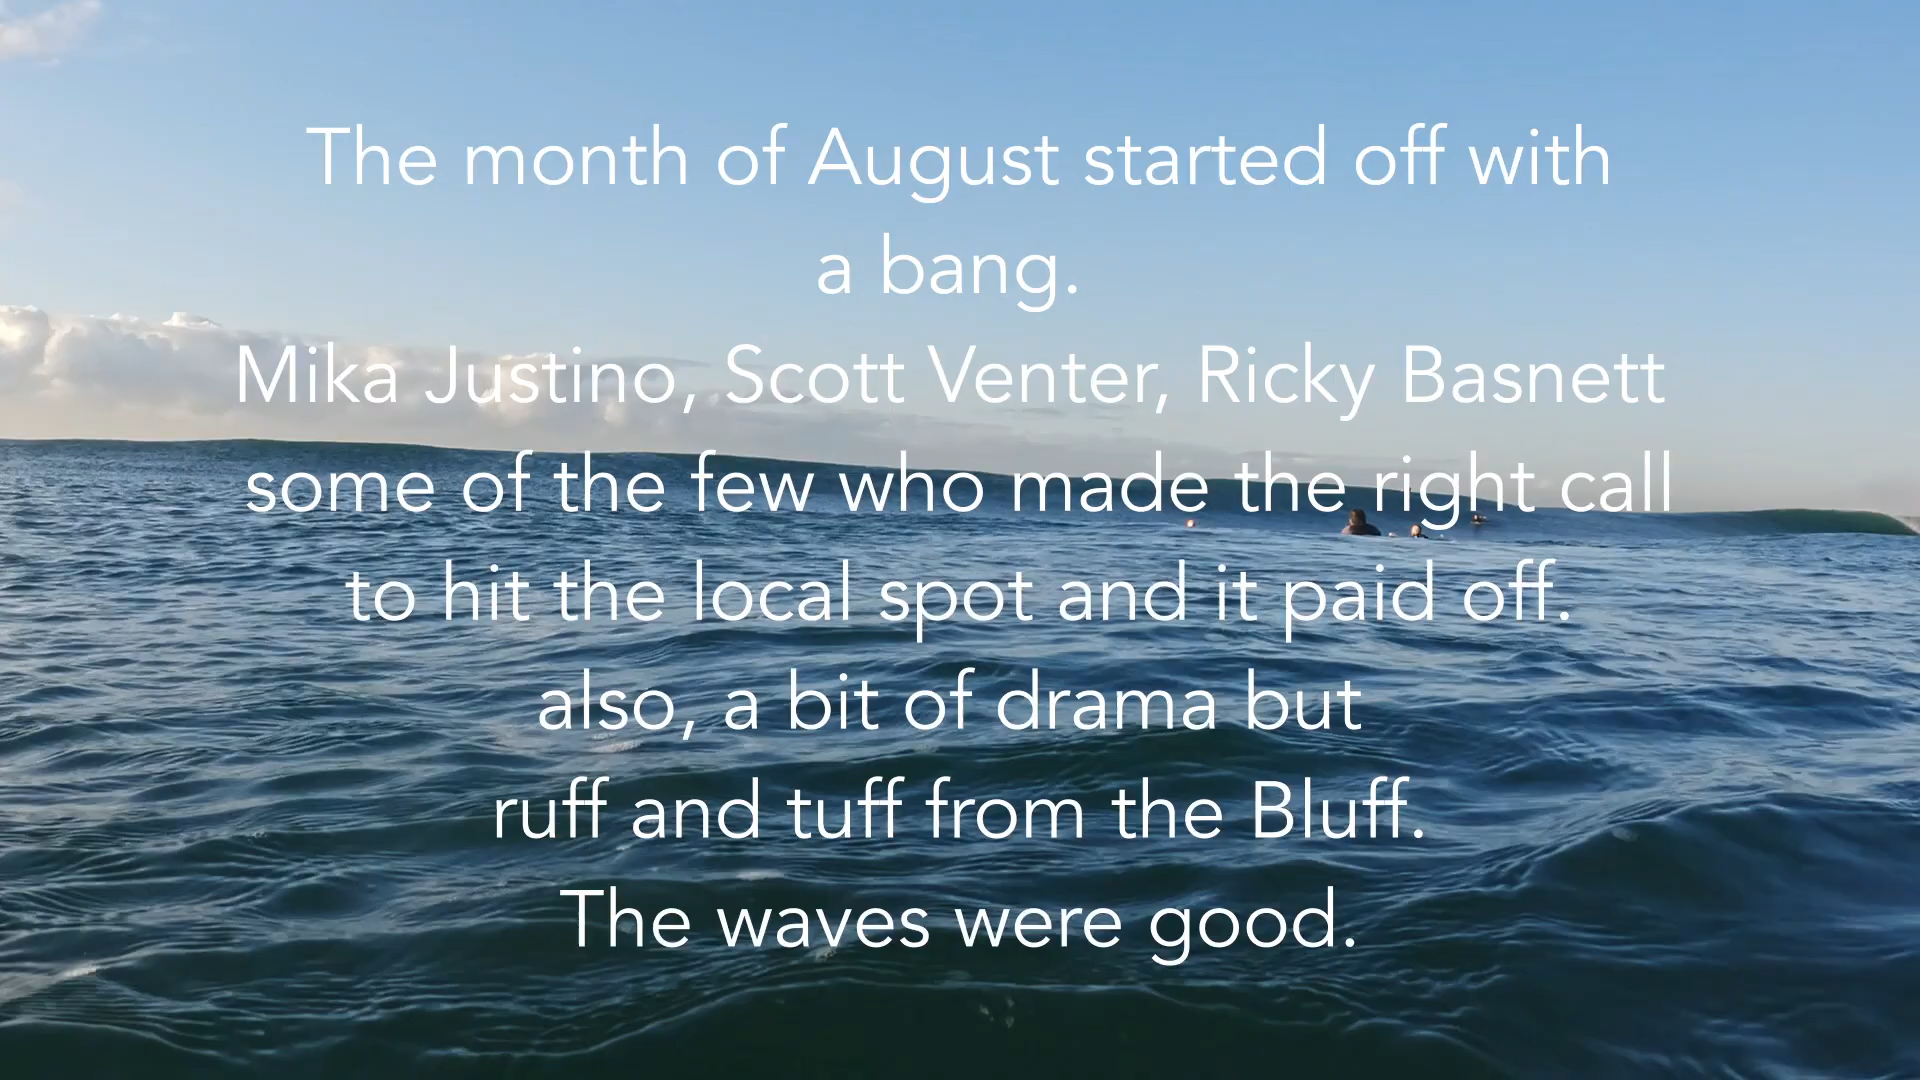 The month of August started off with
a bang.
Mika Justino, Scott Venter, Ricky Basnett
some of the few who made the right call
to hit the local spot and it paid off.
also, a bit of drama but
ruff and tuff from the Bluff.
The waves were good.